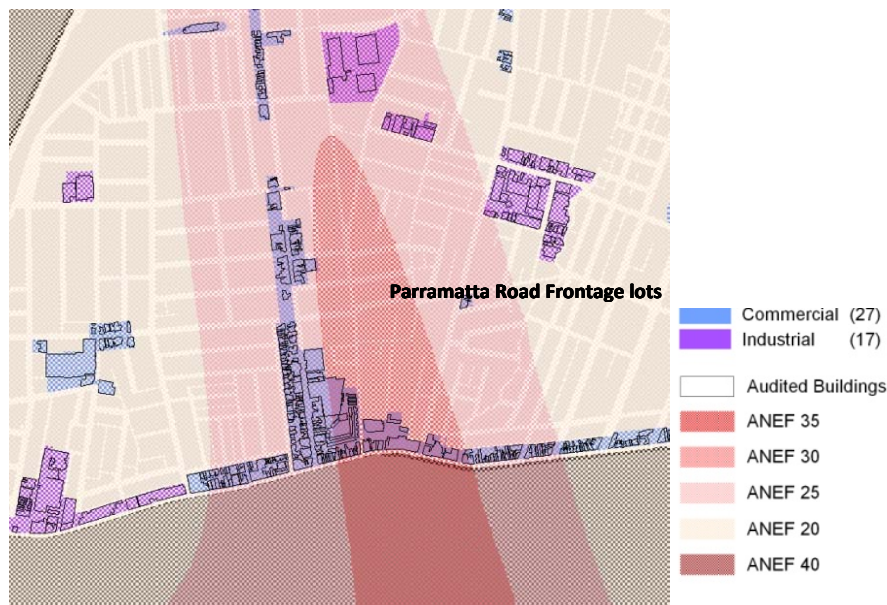 Parramatta Road Frontage lots
Commercial (27)
Industrial (17)
Audited Buildings
ANEF 35
ANEF 30
ANEF 25
ANEF 20
ANEF 40